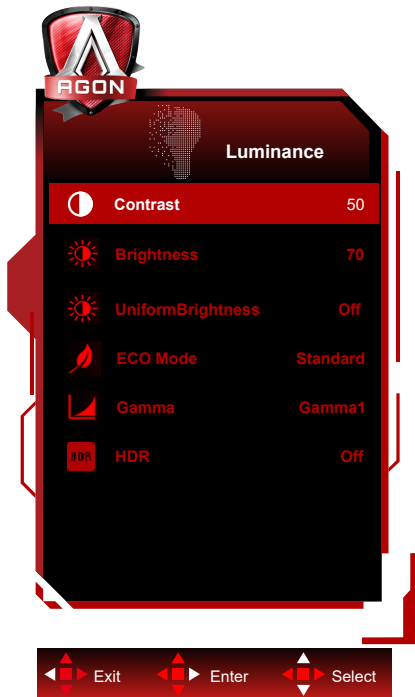 AGON
Luminance
Contrast 50
Brightness 70
UniformBrightness Off
ECO Mode Standard
Gamma Gamma1
HDR HDR Off
Exit Enter Select